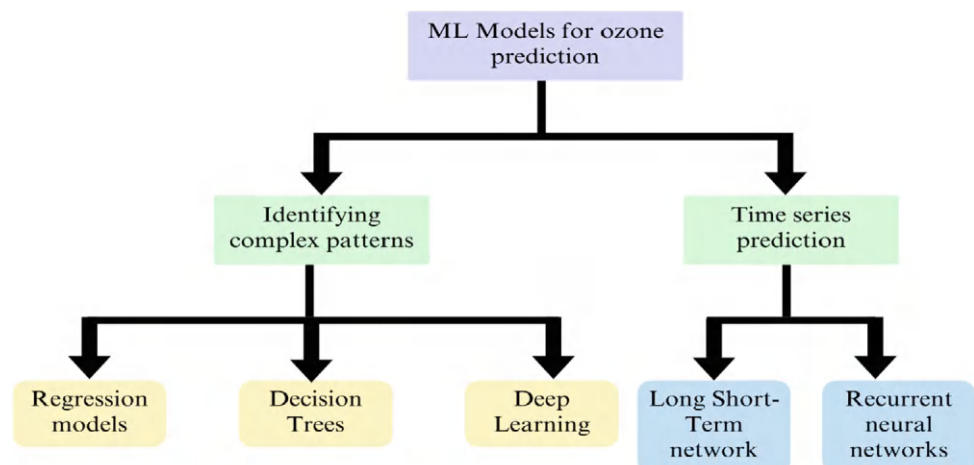 ML Models for ozone
prediction
Identifying
complex patterns
Time series
prediction
Regression
models
Decision
Trees
Deep
Learning
Long Short-
Term
network
Recurrent
neural
networks